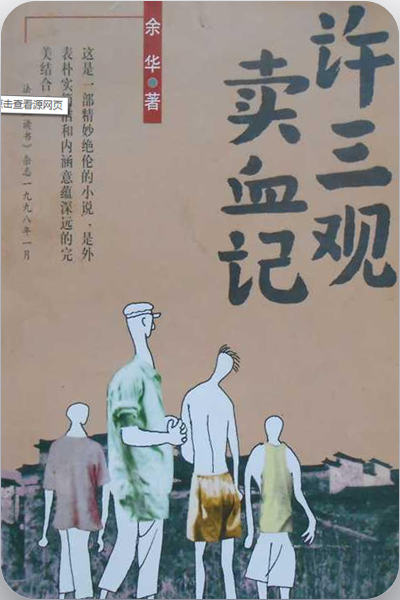 许三观
卖血记
余华●著
这是一部精妙绝伦的小说，是外
表朴实简洁和内涵意蕴深远的完
美结合
法 读书》杂志一九九八年一月
击查看源网页